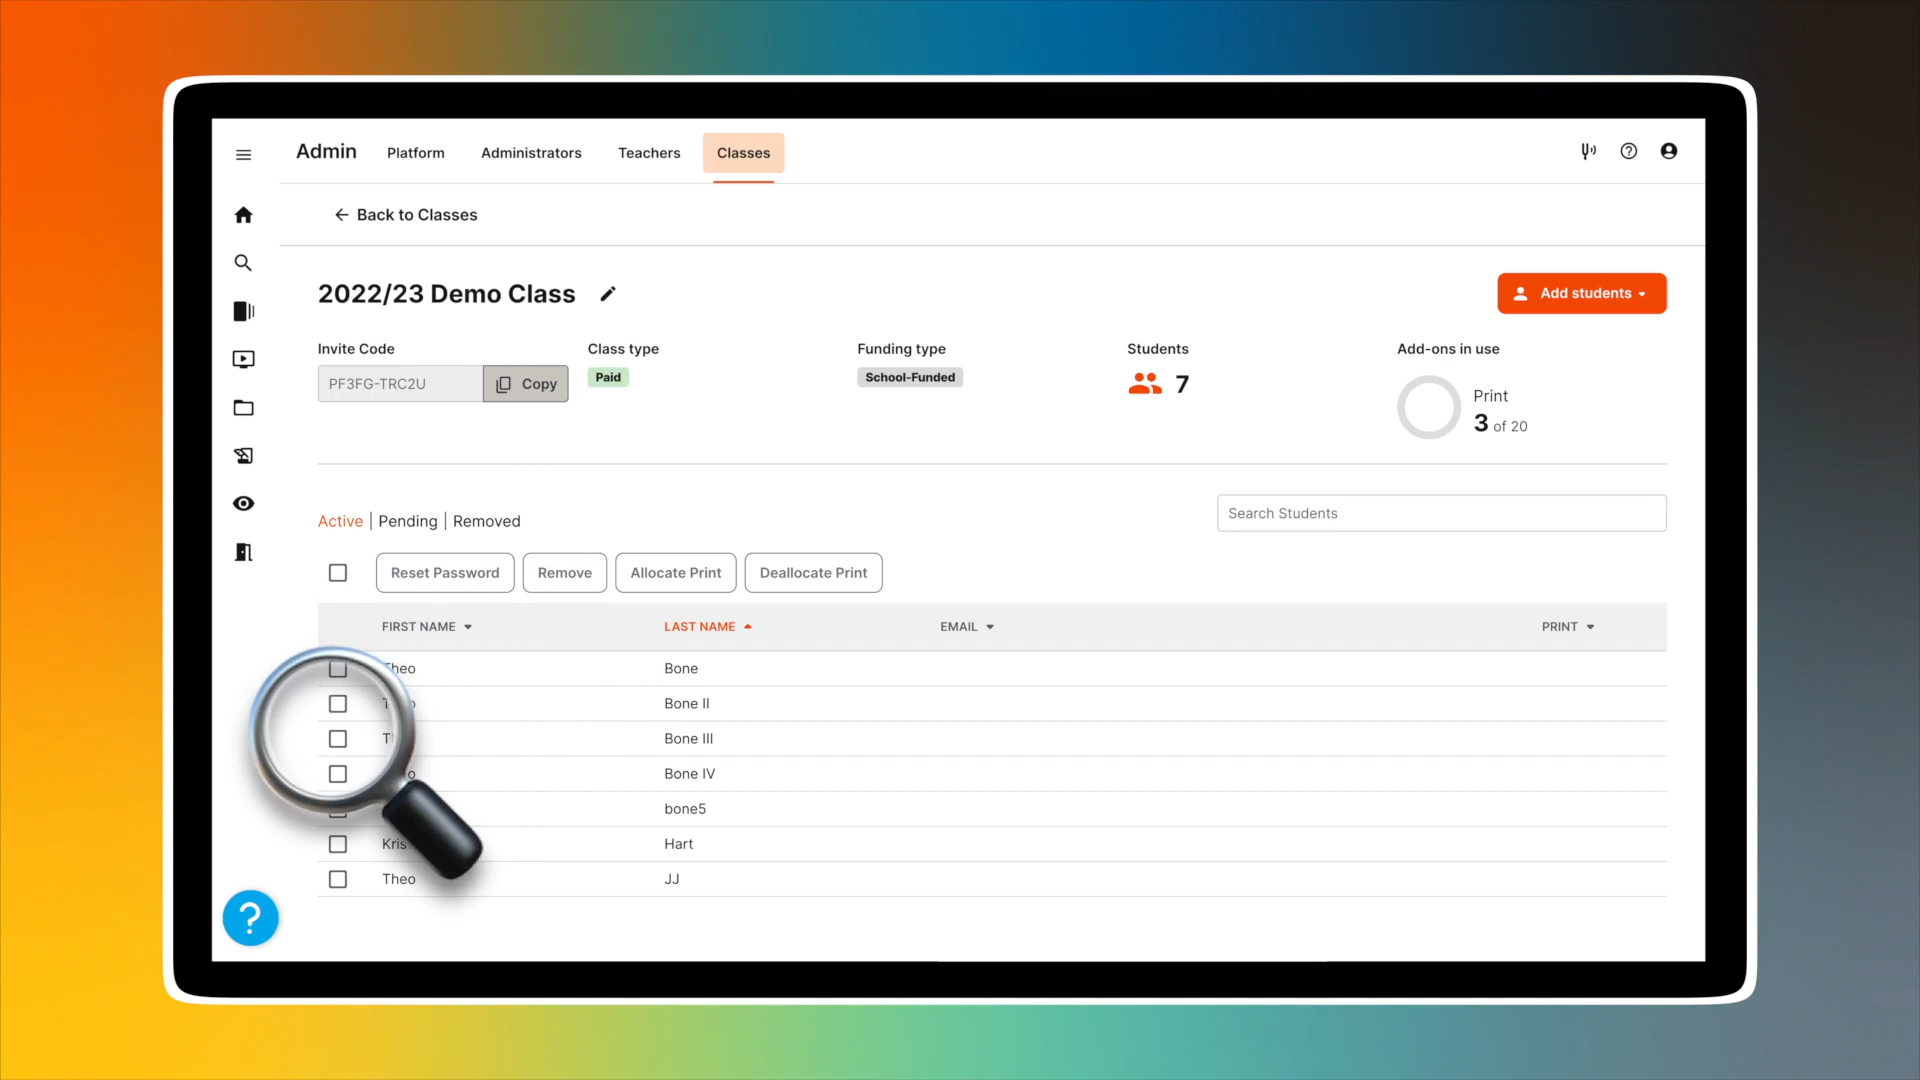 Admin Platform Administrators Teachers Classes
Back to Classes
2022/23 Demo Class
Add students
Invite Code Class type Funding type Students Add-ons in use
PF3FG-TRC2U Copy Paid School-Funded 7 Print
3 of 20
Active | Pending | Removed
Search Students
Reset Password Remove Allocate Print Deallocate Print
FIRST NAME LAST NAME EMAIL PRINT
Bone
Bone II
Bone III
Bone IV
bone5
Hart
Theo JJ
?